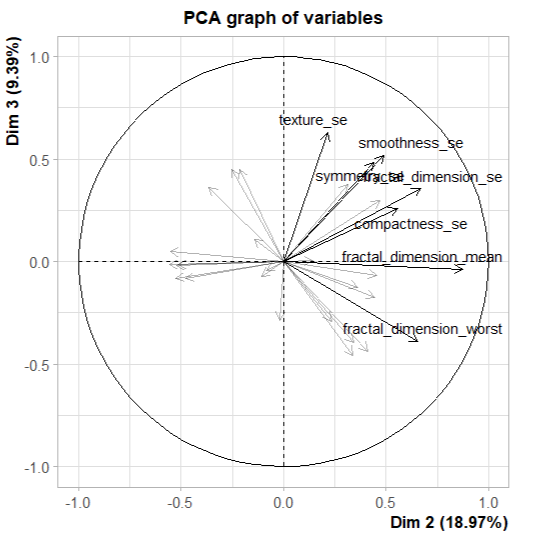 PCA graph of variables
Dim 3 (9.39%)
1.0
0.5
0.0
-0.5
-1.0
texture_se
smoothness_se
symmetry_se
fractal_dimension_se
compactness_se
fractal_dimension_mean
fractal_dimension_worst
-1.0
-0.5
0.0
0.5
1.0
Dim 2 (18.97%)